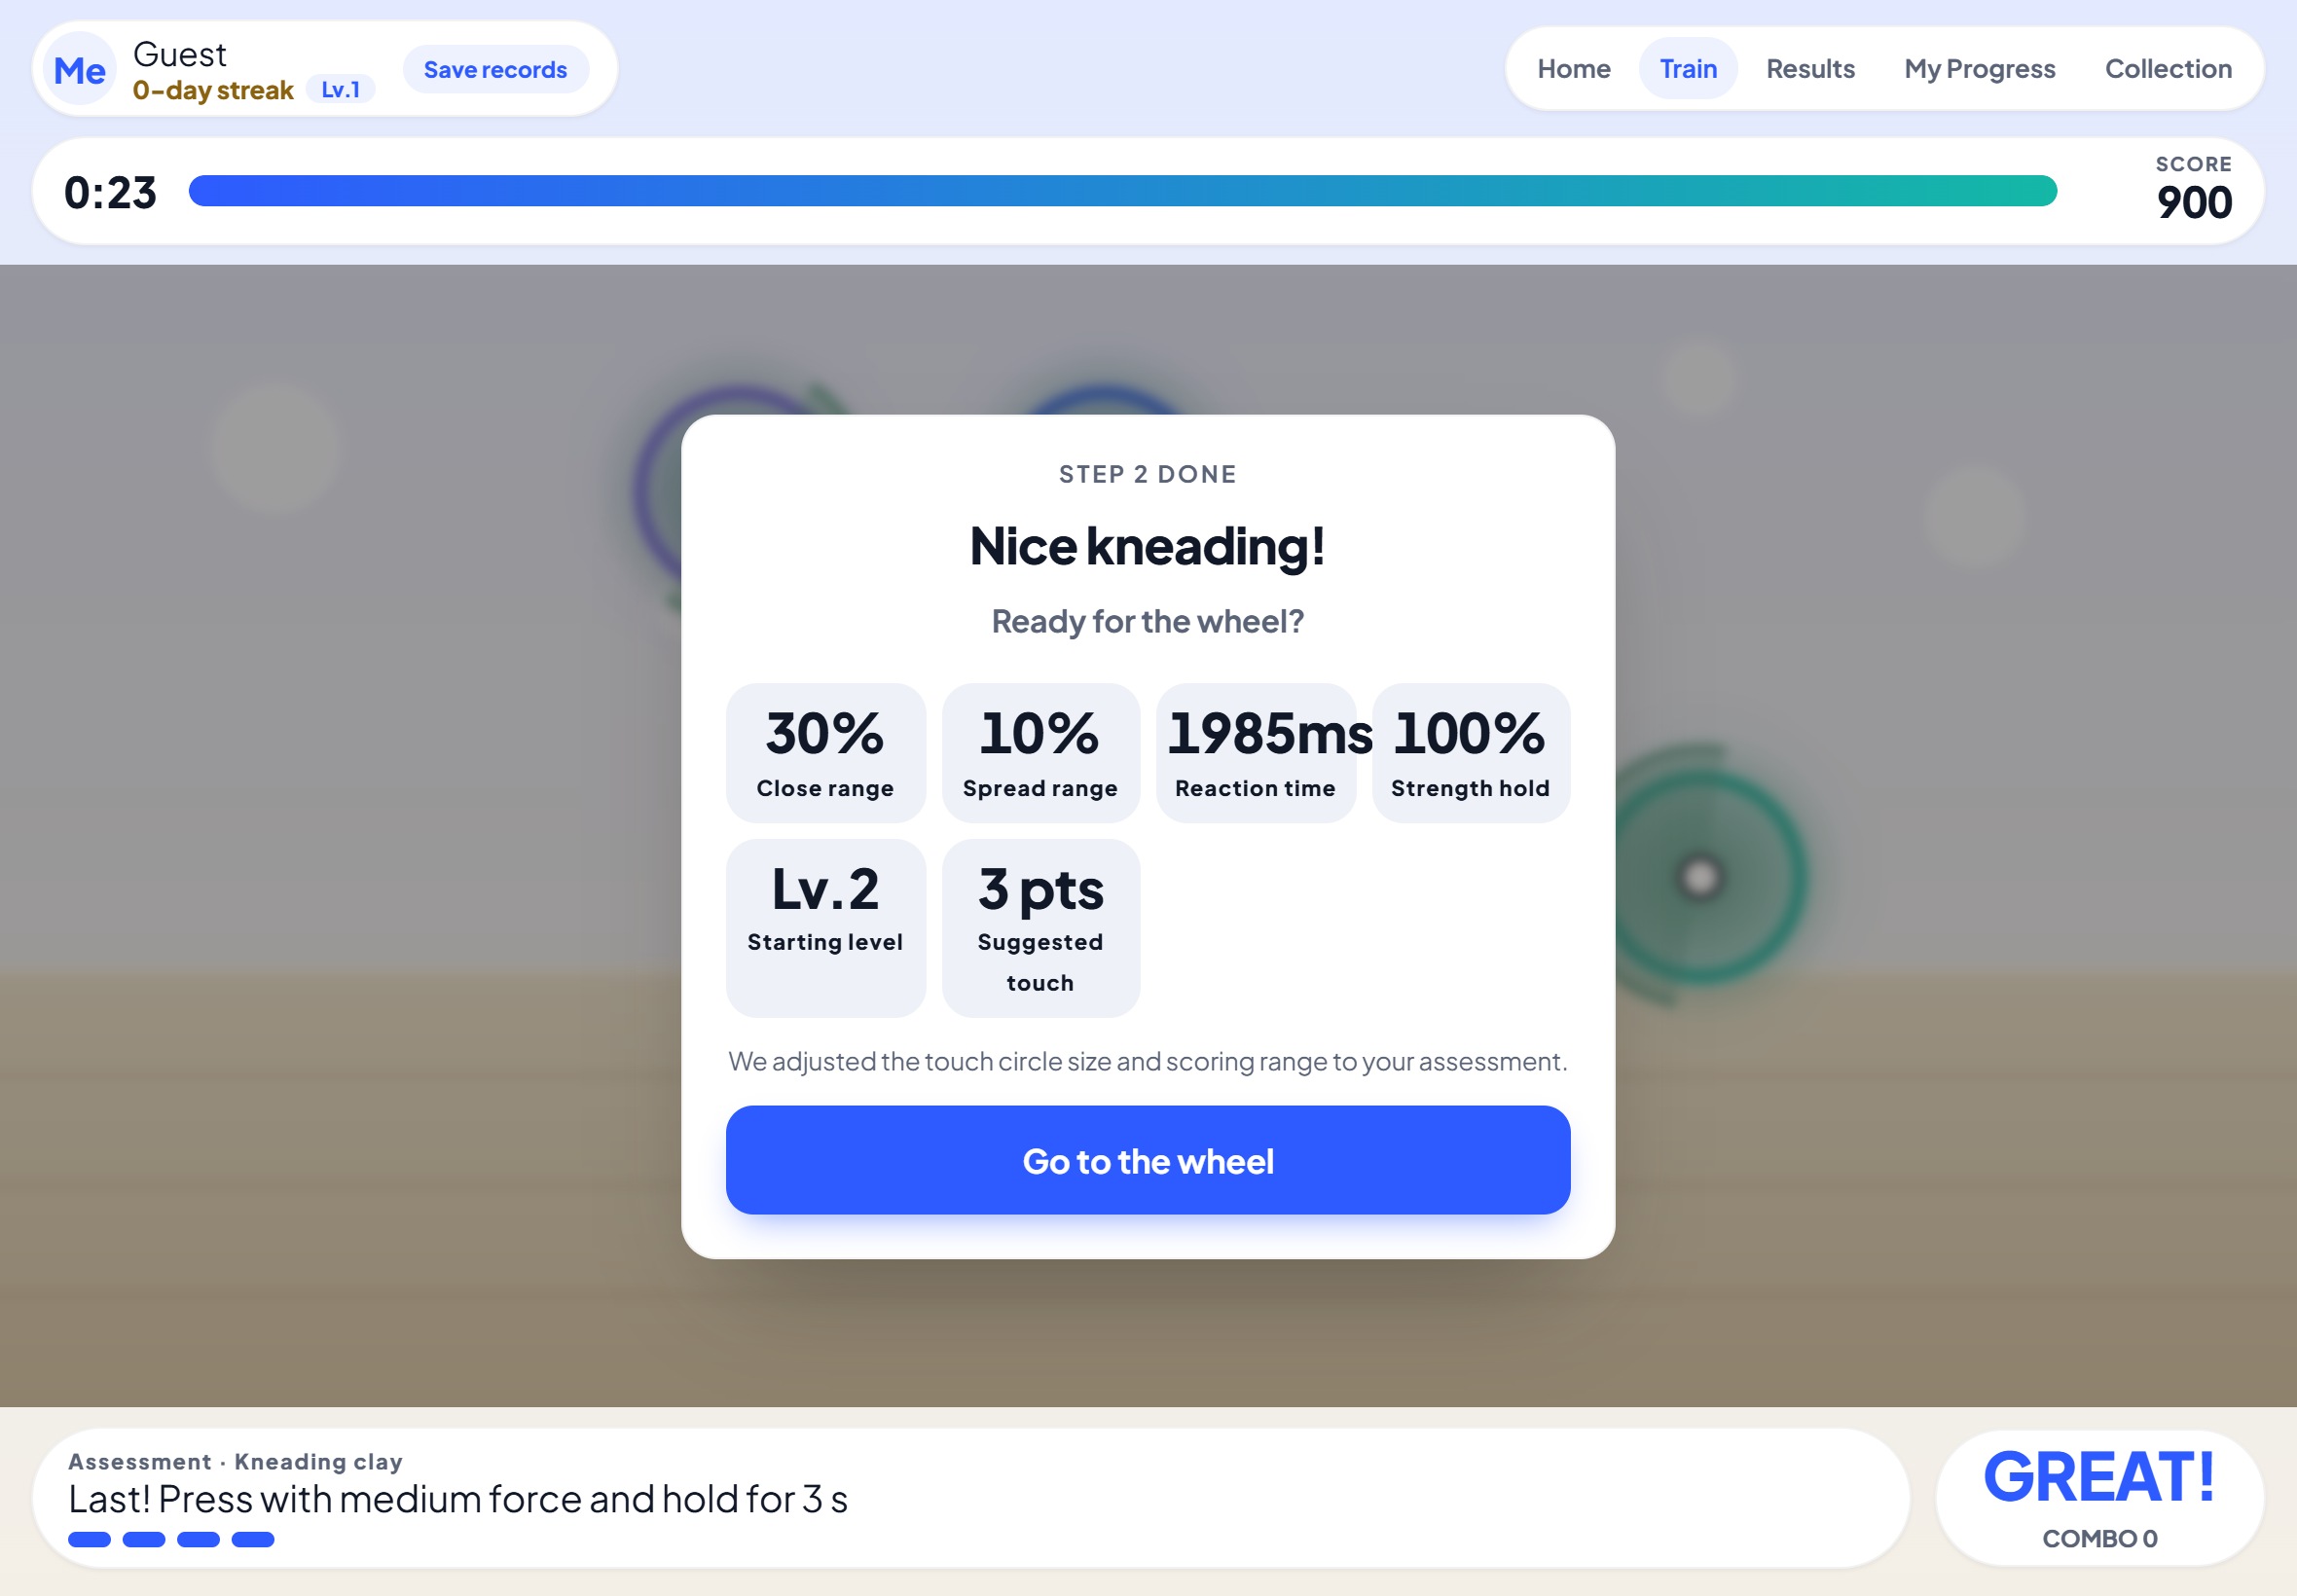 Me
Guest
0-day streak Lv.1
Save records
Home Train Results My Progress Collection
0:23
SCORE
900
STEP 2 DONE
Nice kneading!
Ready for the wheel?
30%
Close range
10%
Spread range
1985ms
Reaction time
100%
Strength hold
Lv.2
Starting level
3 pts
Suggested
touch
We adjusted the touch circle size and scoring range to your assessment.
Go to the wheel
Assessment · Kneading clay
Last! Press with medium force and hold for 3 s
GREAT!
COMBO 0